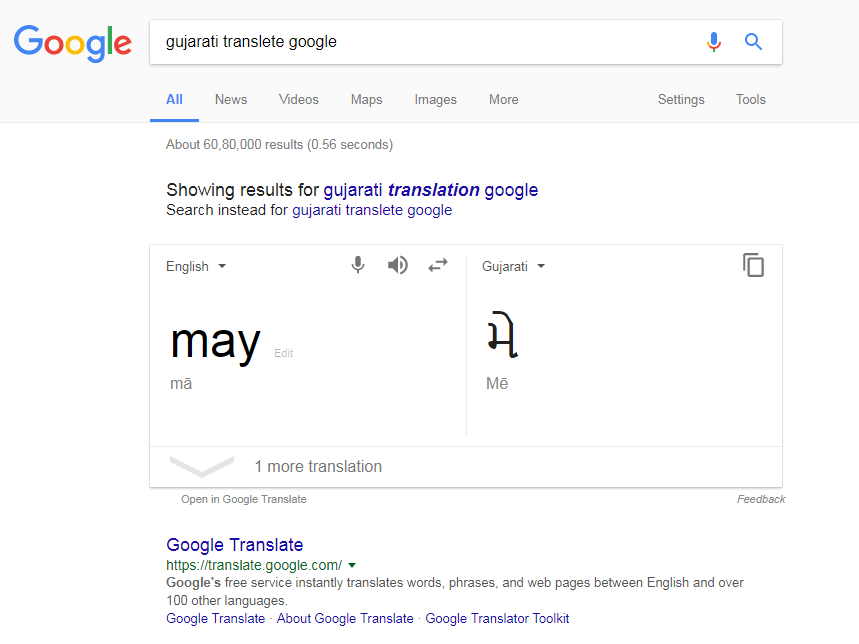 Google
gujarati translete google
All News Videos Maps Images More Settings Tools
About 60,80,000 results (0.56 seconds)
Showing results for gujarati translation google
Search instead for gujarati translete google
English Gujarati
may Edit મે
mā Mē
1 more translation
Open in Google Translate Feedback
Google Translate
https://translate.google.com/
Google's free service instantly translates words, phrases, and web pages between English and over
100 other languages.
Google Translate · About Google Translate · Google Translator Toolkit